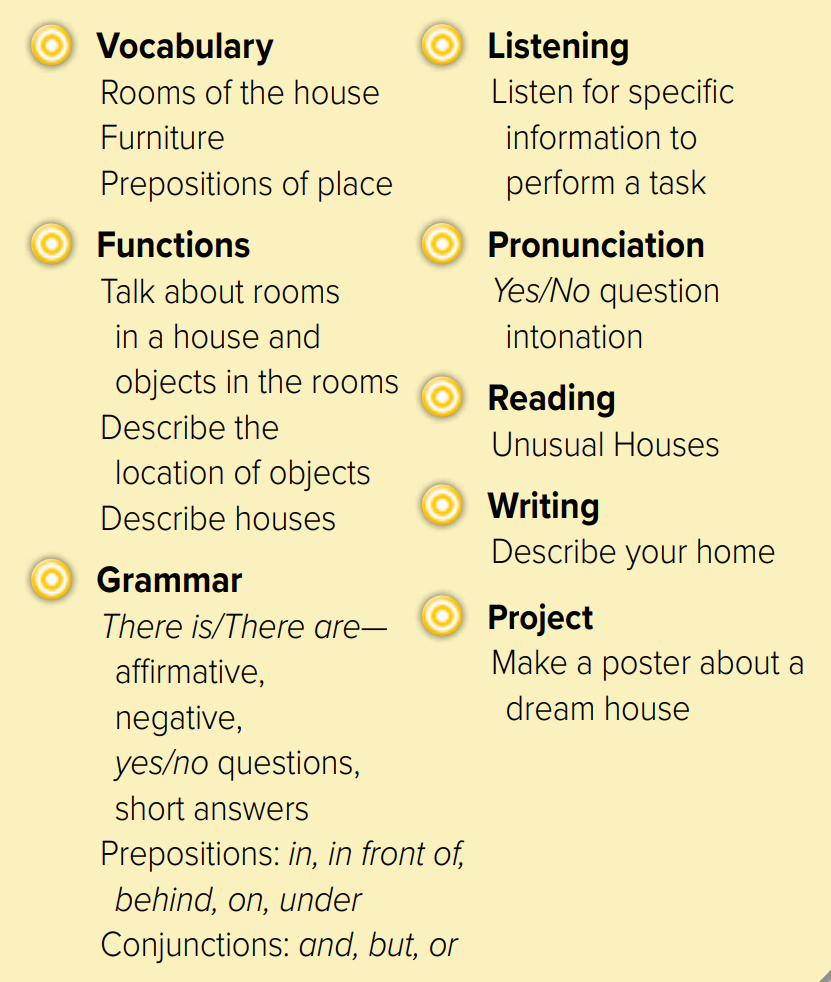 Vocabulary
Rooms of the house
Furniture
Prepositions of place
Functions
Talk about rooms
in a house and
objects in the rooms
Describe the
location of objects
Describe houses
Grammar
There is/There are—
affirmative,
negative,
yes/no questions,
short answers
Prepositions: in, in front of,
behind, on, under
Conjunctions: and, but, or
Listening
Listen for specific
information to
perform a task
Pronunciation
Yes/No question
intonation
Reading
Unusual Houses
Writing
Describe your home
Project
Make a poster about a
dream house